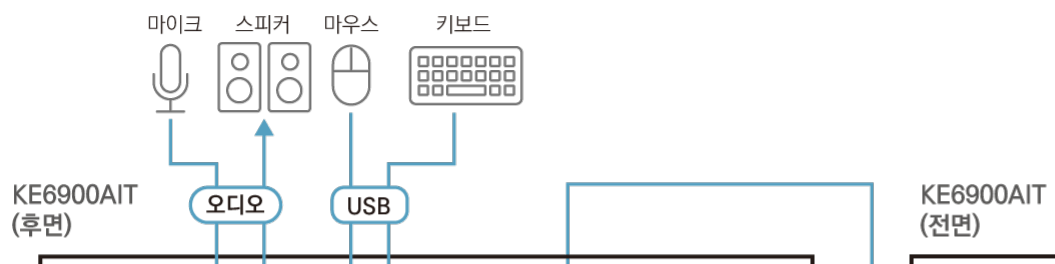 마이크 스피커 마우스 키보드
KE6900AIT
(후면)
오디오
USB
KE6900AIT
(전면)